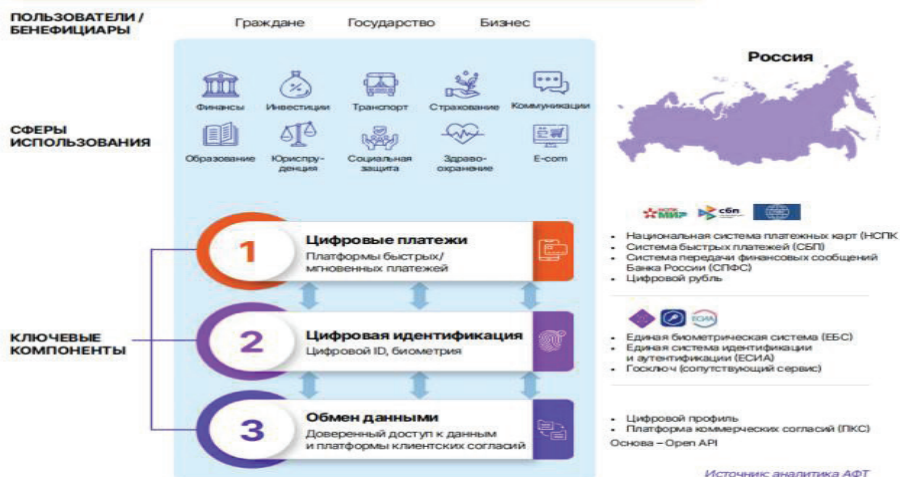 ПОЛЬЗОВАТЕЛИ /
БЕНЕФИЦИАРЫ
Граждане Государство Бизнес
СФЕРЫ
ИСПОЛЬЗОВАНИЯ
Финансы Инвестиции Транспорт Страхование Коммуникации
Образование Юриспру-
денция Социальная
защита Здраво-
охранение E-com
КЛЮЧЕВЫЕ
КОМПОНЕНТЫ
1 Цифровые платежи
Платформы быстрых/
мгновенных платежей
2 Цифровая идентификация
Цифровой ID, биометрия
3 Обмен данными
Доверенный доступ к данным
и платформы клиентских согласий
Россия
НСПК
МИР сбп
• Национальная система платежных карт (НСПК
• Система быстрых платежей (СБП)
• Система передачи финансовых сообщений
Банка России (СПФС)
• Цифровой рубль
ЕСИА
• Единая биометрическая система (ЕБС)
• Единая система идентификации
и аутентификации (ЕСИА)
• Госключ (сопутствующий сервис)
• Цифровой профиль
• Платформа коммерческих согласий (ПКС)
Основа – Open API
Источник: аналитика АФТ